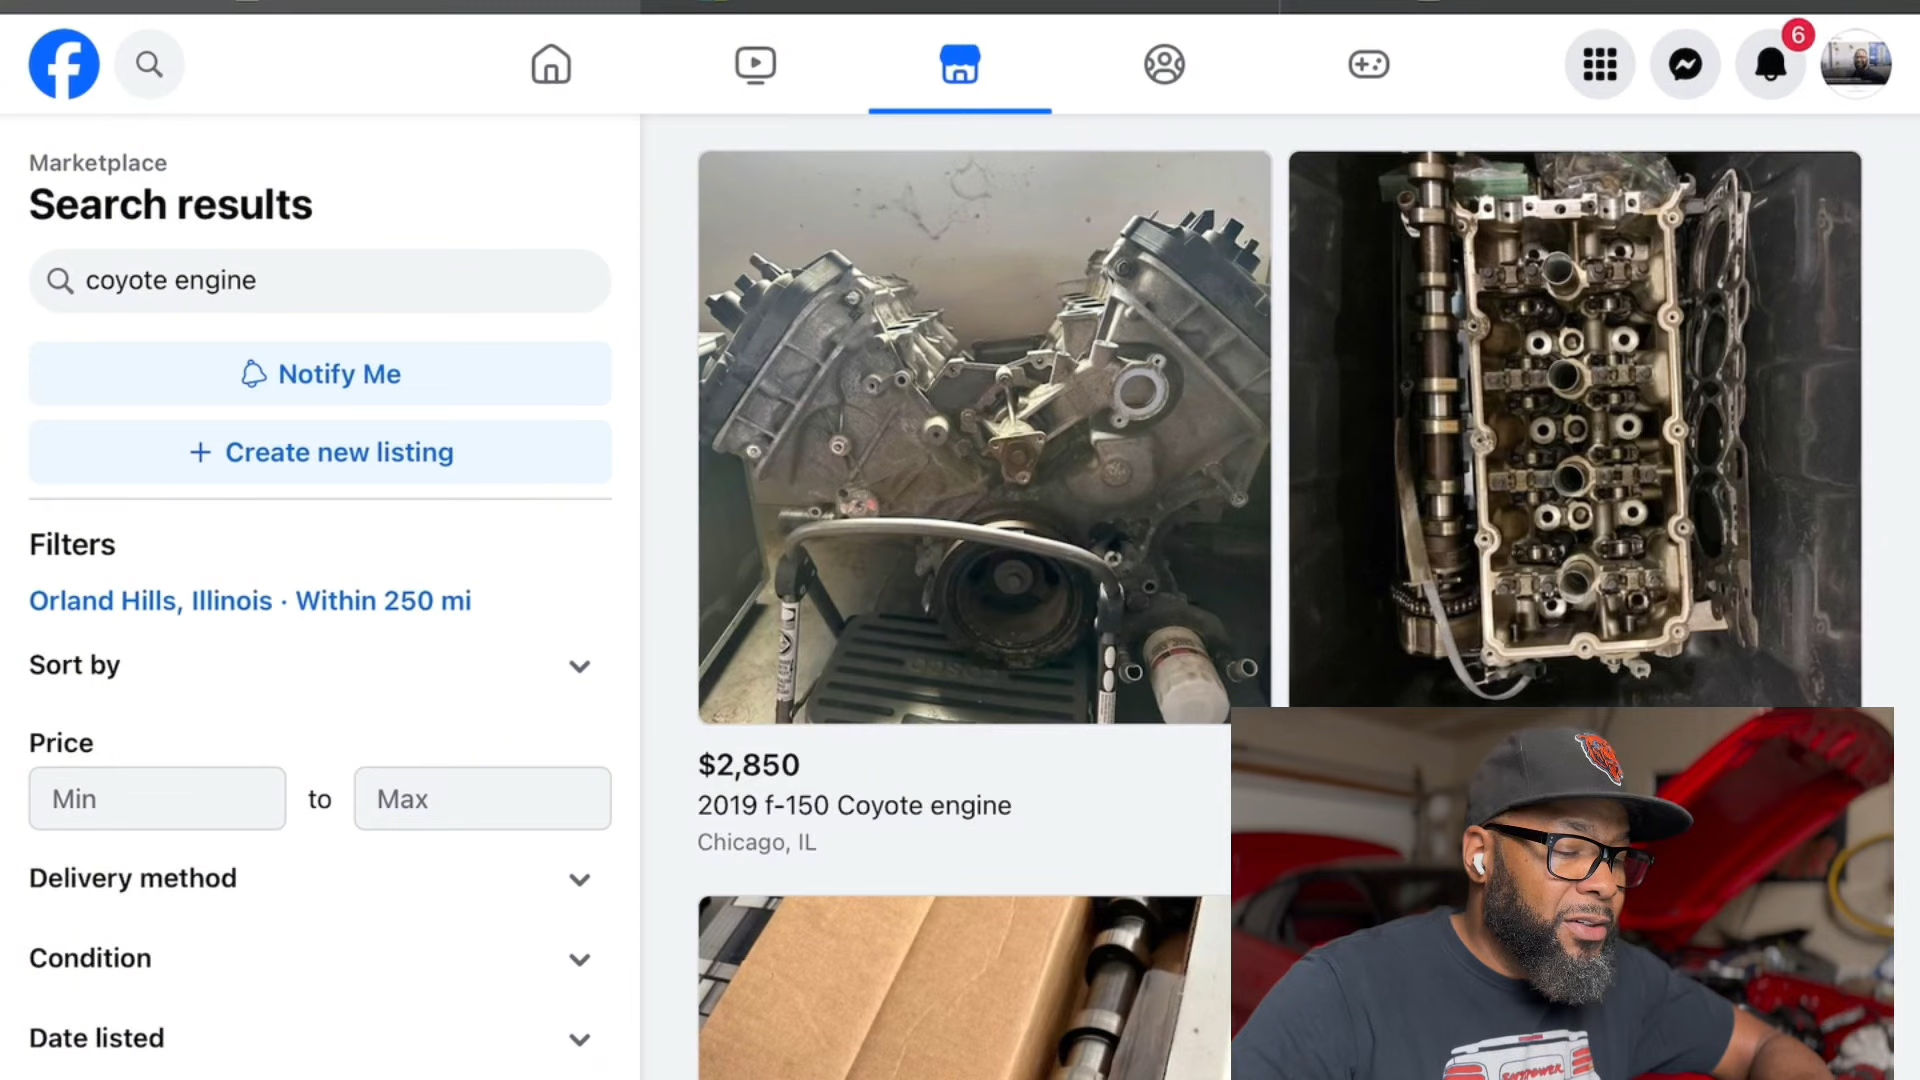 6
Marketplace
Search results
coyote engine
Notify Me
+ Create new listing
Filters
Orland Hills, Illinois · Within 250 mi
Sort by
Price
Min
to
Max
Delivery method
Condition
Date listed
$2,850
2019 f-150 Coyote engine
Chicago, IL